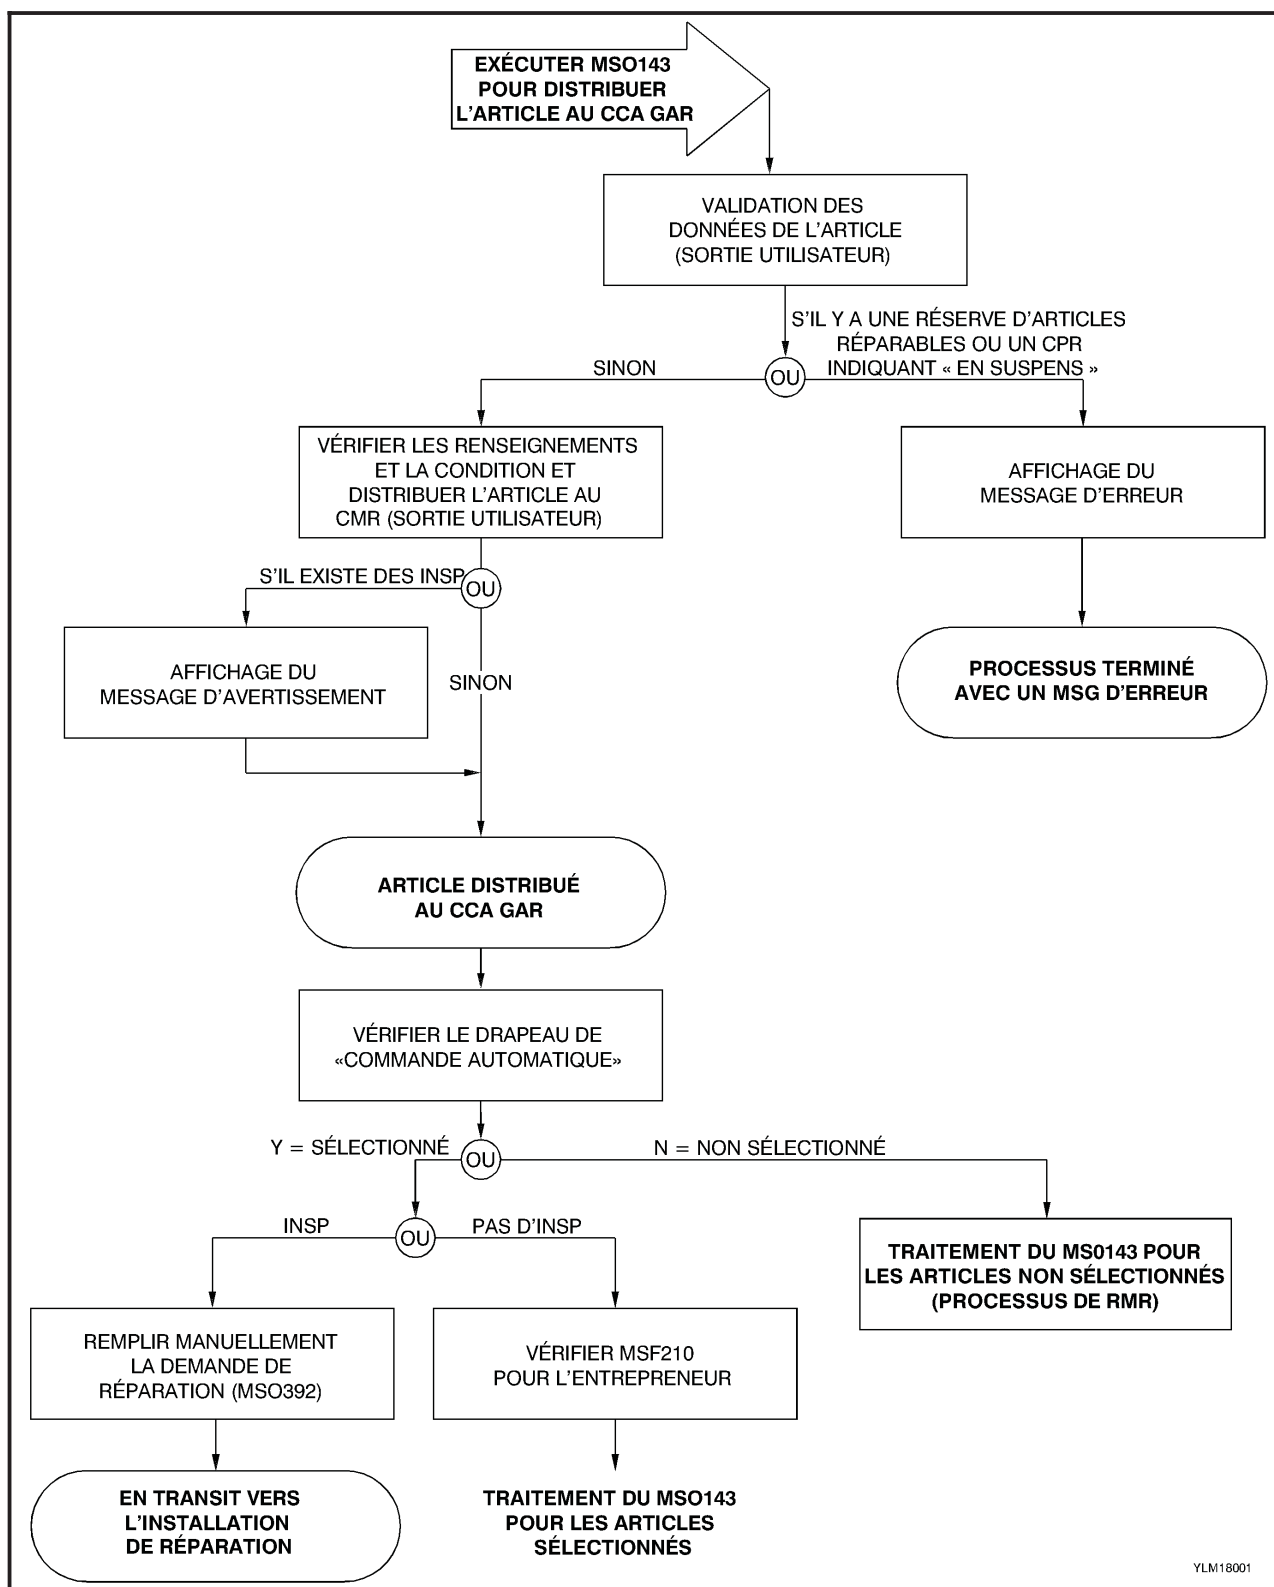 EXÉCUTER MSO143
POUR DISTRIBUER
L'ARTICLE AU CCA GAR
VALIDATION DES
DONNÉES DE L'ARTICLE
(SORTIE UTILISATEUR)
S'IL Y A UNE RÉSERVE D'ARTICLES
RÉPARABLES OU UN CPR
INDIQUANT « EN SUSPENS »
SINON
OU
VÉRIFIER LES RENSEIGNEMENTS
ET LA CONDITION ET
DISTRIBUER L'ARTICLE AU
CMR (SORTIE UTILISATEUR)
AFFICHAGE DU
MESSAGE D'ERREUR
S'IL EXISTE DES INSP
OU
AFFICHAGE DU
MESSAGE D'AVERTISSEMENT
SINON
PROCESSUS TERMINÉ
AVEC UN MSG D'ERREUR
ARTICLE DISTRIBUÉ
AU CCA GAR
VÉRIFIER LE DRAPEAU DE
«COMMANDE AUTOMATIQUE»
Y = SÉLECTIONNÉ
OU
N = NON SÉLECTIONNÉ
INSP
OU
PAS D'INSP
TRAITEMENT DU MS0143 POUR
LES ARTICLES NON SÉLECTIONNÉS
(PROCESSUS DE RMR)
REMPLIR MANUELLEMENT
LA DEMANDE DE
RÉPARATION (MSO392)
VÉRIFIER MSF210
POUR L'ENTREPRENEUR
EN TRANSIT VERS
L'INSTALLATION
DE RÉPARATION
TRAITEMENT DU MSO143
POUR LES ARTICLES
SÉLECTIONNÉS
YLM18001